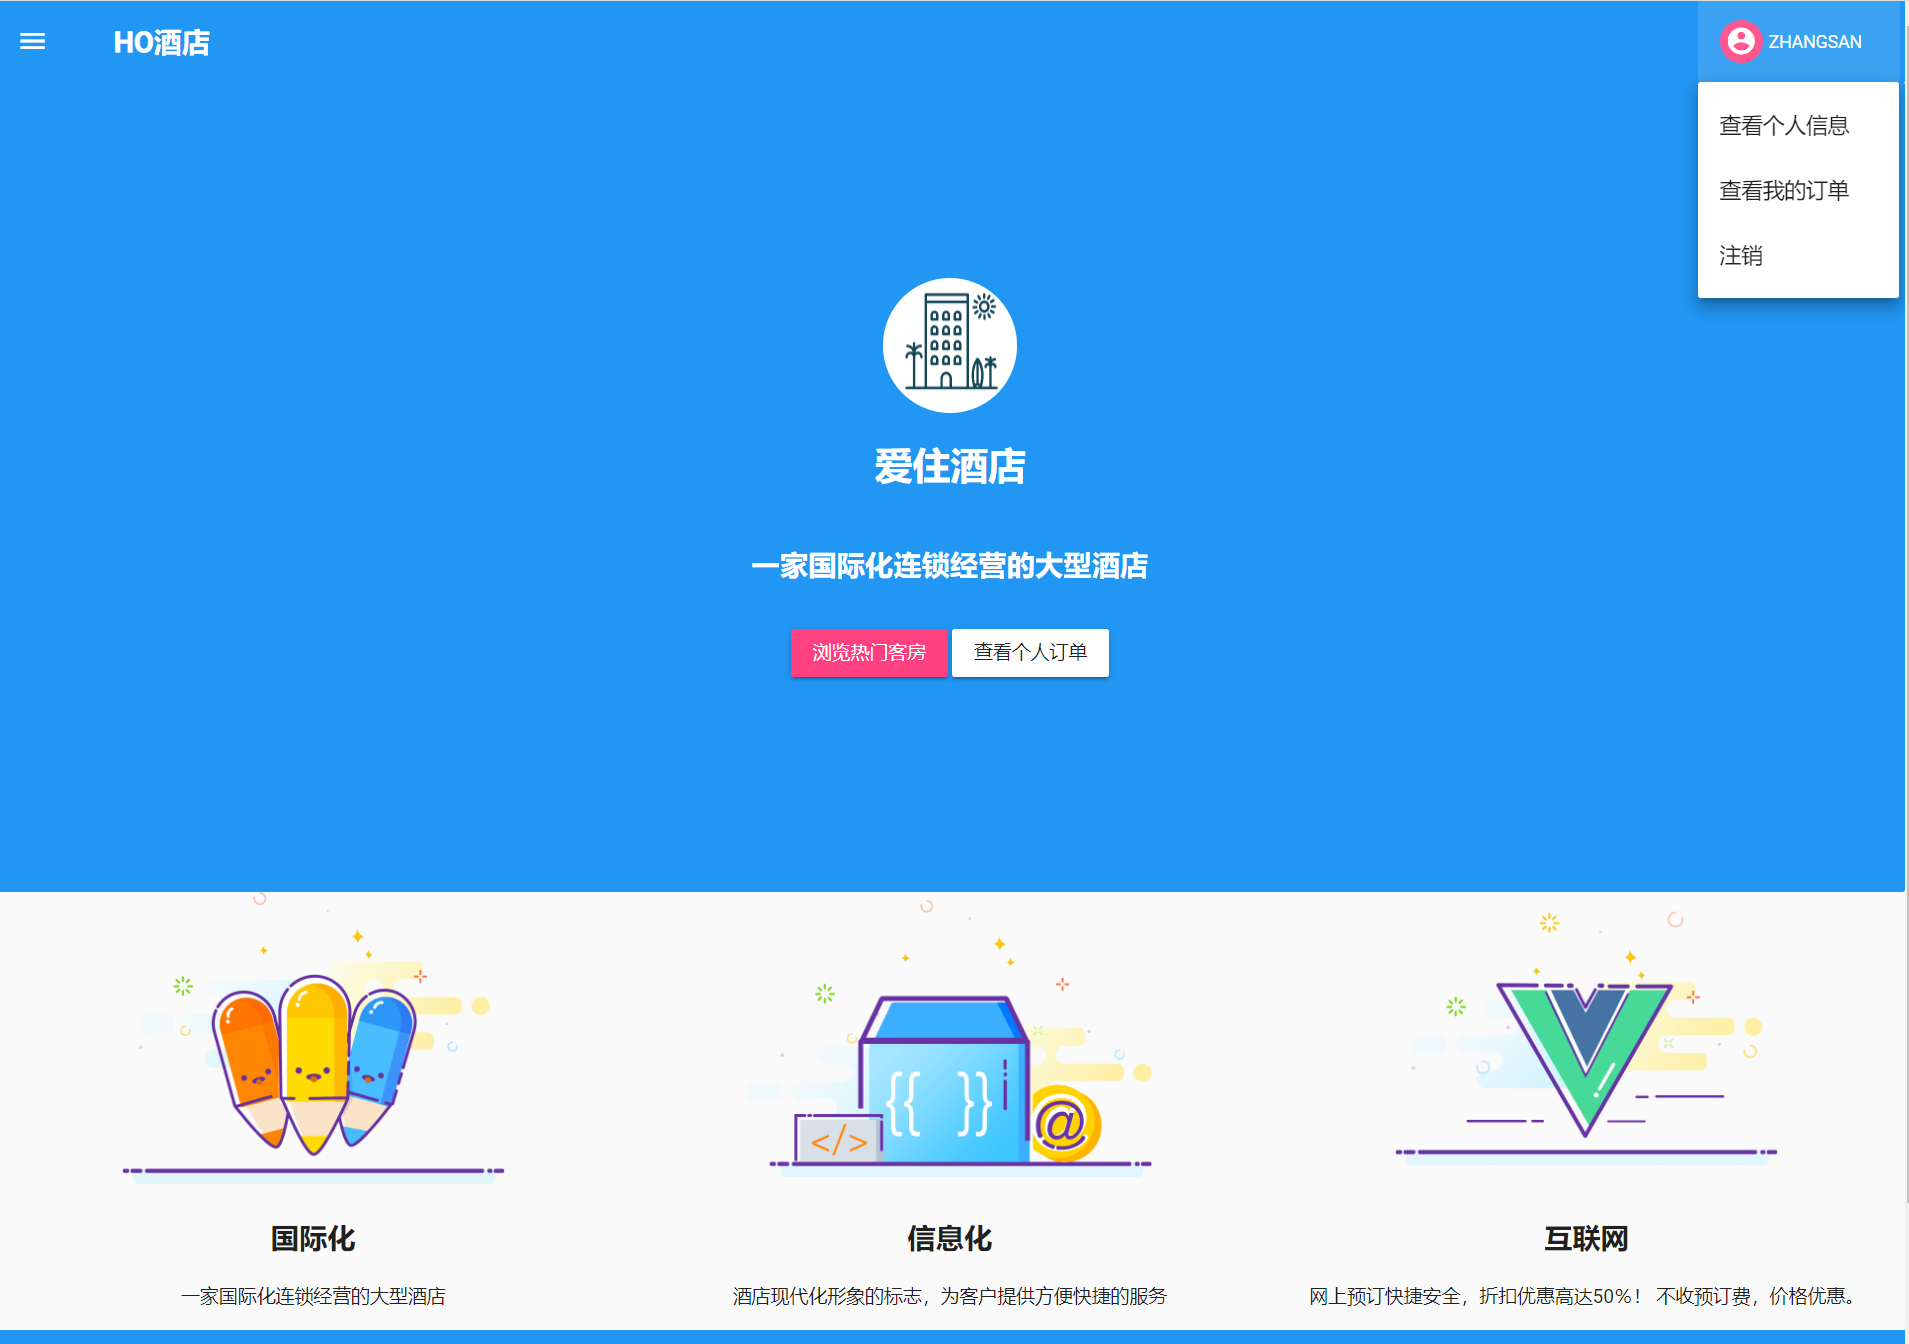 HO酒店
ZHANGSAN
查看个人信息
查看我的订单
注销
爱住酒店
一家国际化连锁经营的大型酒店
浏览热门客房
查看个人订单
{{ }}
</>
@
国际化
信息化
互联网
一家国际化连锁经营的大型酒店
酒店现代化形象的标志，为客户提供方便快捷的服务
网上预订快捷安全，折扣优惠高达50%！ 不收预订费，价格优惠。